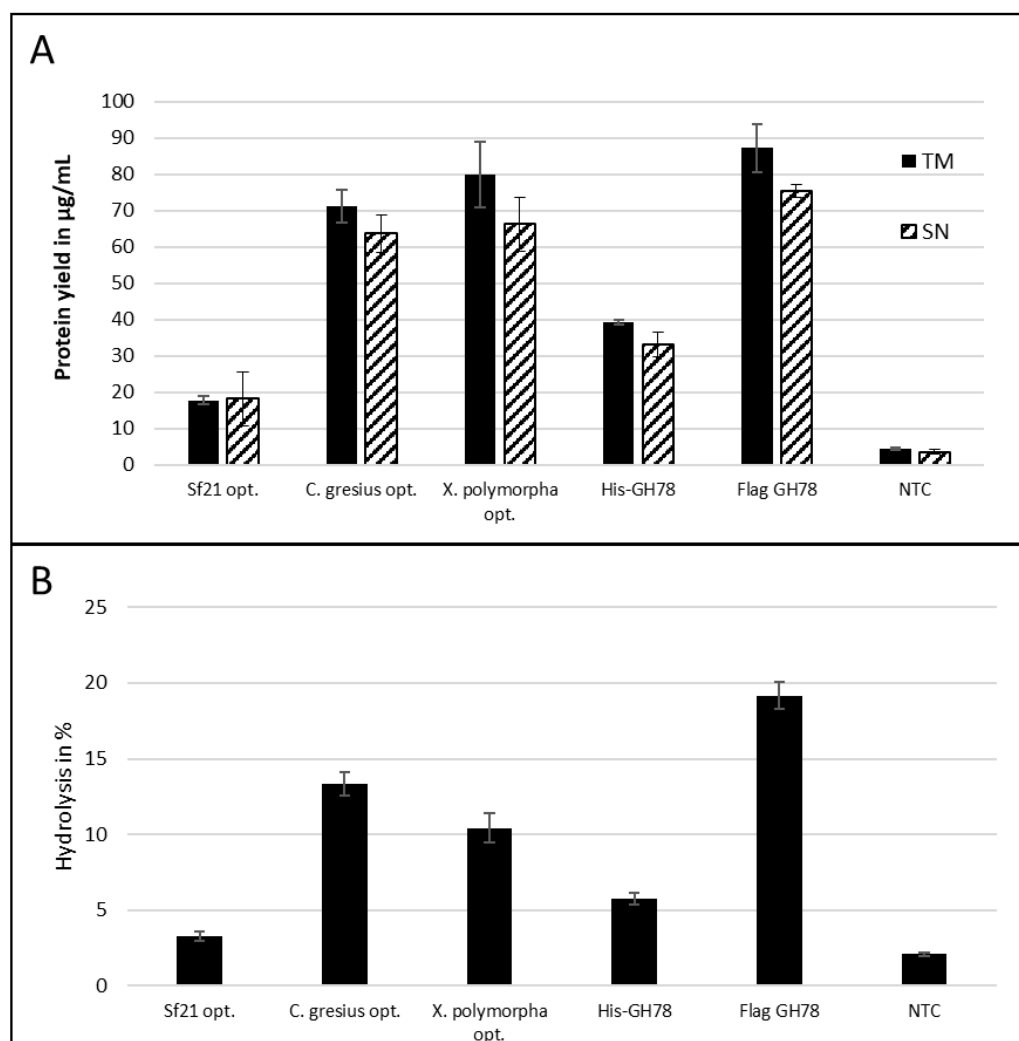 A
Protein yield in µg/mL
100
90
80
70
60
50
40
30
20
10
0
TM
SN
Sf21 opt.
C. gresius opt.
X. polymorpha
opt.
His-GH78
Flag GH78
NTC
B
Hydrolysis in %
25
20
15
10
5
0
Sf21 opt.
C. gresius opt.
X. polymorpha
opt.
His-GH78
Flag GH78
NTC